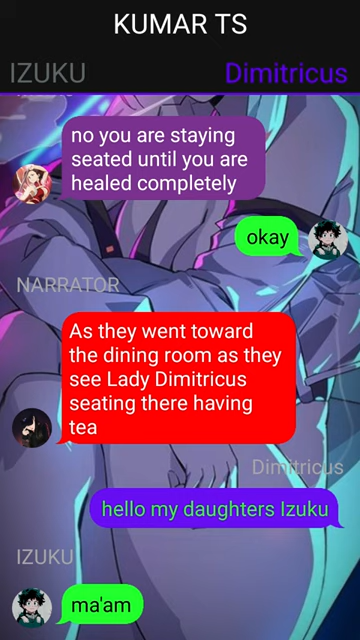 KUMAR TS
IZUKU
Dimitricus
no you are staying
seated until you are
healed completely
okay
NARRATOR
As they went toward
the dining room as they
see Lady Dimitricus
seating there having
tea
Dimitricus
hello my daughters Izuku
IZUKU
ma'am